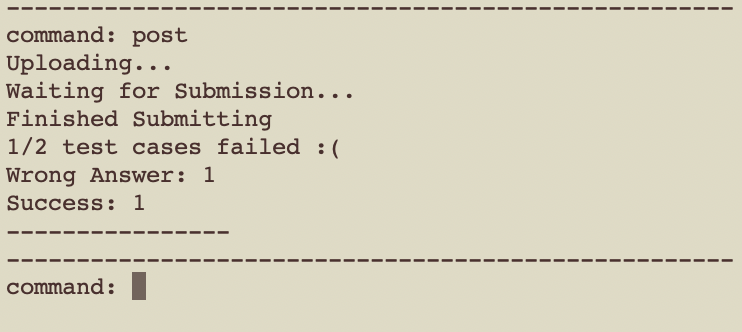 ----------------------------------------------------
command: post
Uploading...
Waiting for Submission...
Finished Submitting
1/2 test cases failed :(
Wrong Answer: 1
Success: 1
----------------
----------------------------------------------------
command: